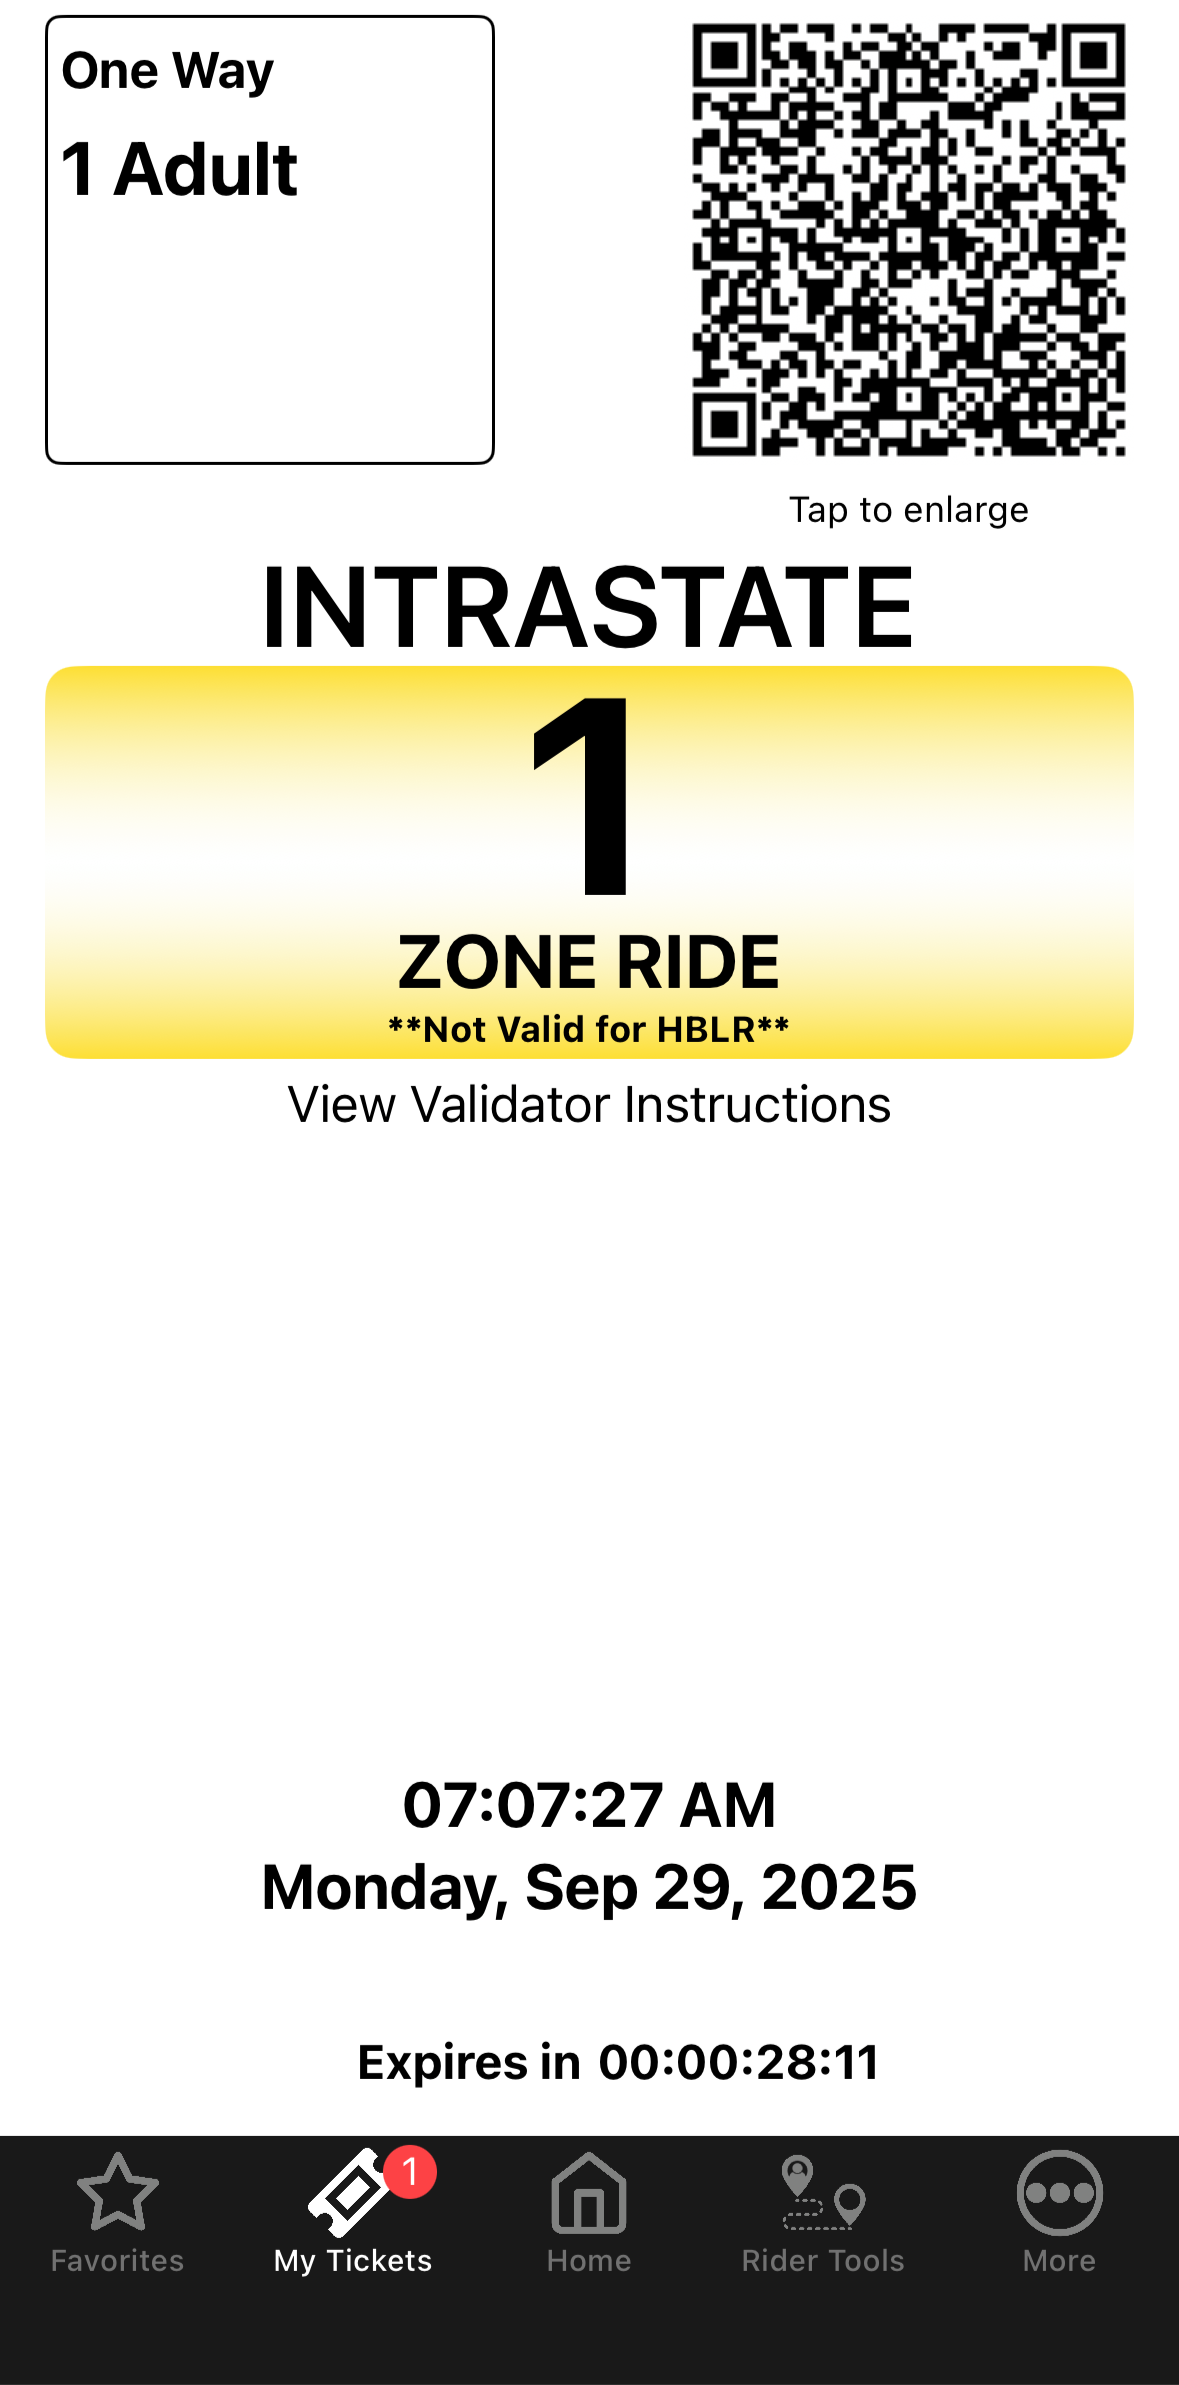 One Way
1 Adult
Tap to enlarge
INTRASTATE
1
ZONE RIDE
**Not Valid for HBLR**
View Validator Instructions
07:07:27 AM
Monday, Sep 29, 2025
Expires in 00:00:28:11
1
Favorites
My Tickets
Home
Rider Tools
More